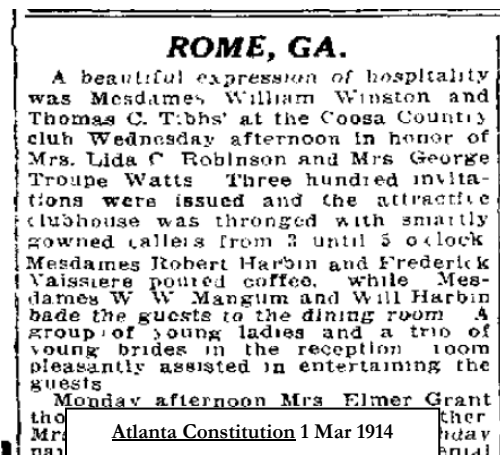 ROME, GA.
A beautiful expression of hospitality
was Mesdames William Winston and
Thomas C. Tibbs' at the Coosa Country
club Wednesday afternoon in honor of
Mrs. Lida C Robinson and Mrs George
Troupe Watts Three hundred invita-
tions were issued and the attractive
clubhouse was thronged with smartly
gowned callers from 3 until 5 o clock
Mesdames Robert Harbin and Frederick
Vaissiere poured coffee, while Mes-
dames W W Mangum and Will Harbin
bade the guests to the dining room A
group of young ladies and a trio of
young brides in the reception room
pleasantly assisted in entertaining the
guests
Monday afternoon Mrs Elmer Grant
Atlanta Constitution 1 Mar 1914